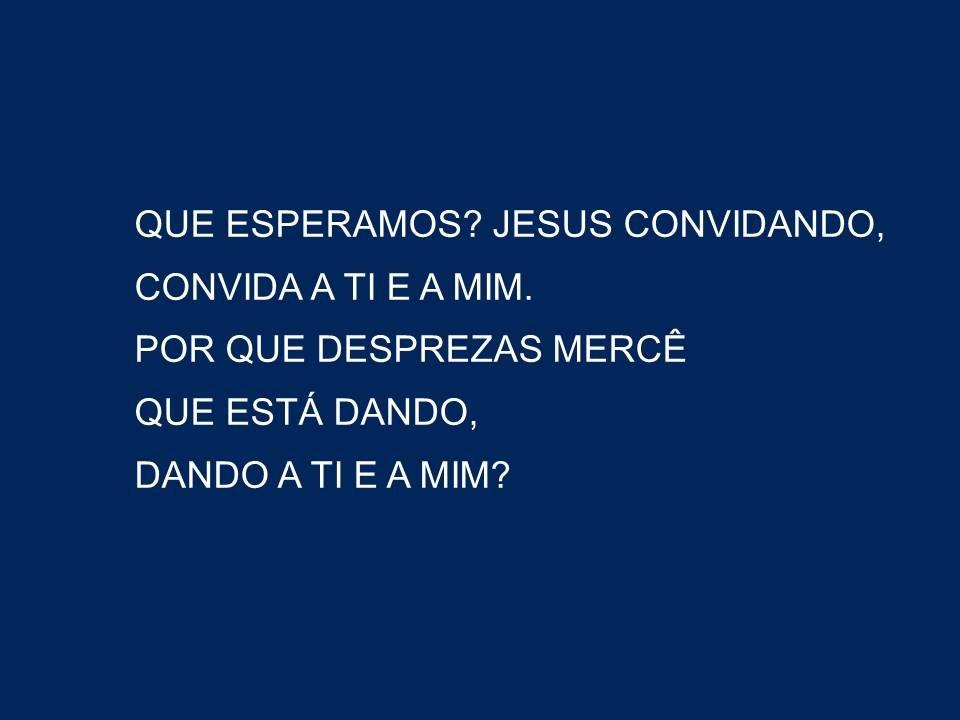 QUE ESPERAMOS? JESUS CONVIDANDO,
CONVIDA A TI E A MIM.
POR QUE DESPREZAS MERCÊ
QUE ESTÁ DANDO,
DANDO A TI E A MIM?